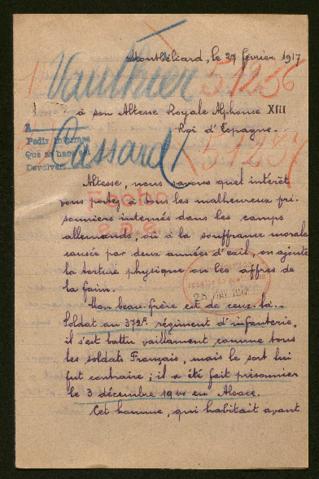 Montbéliard, le 27 février 1917
Vauthier 51236
à son Altesse Royale Alphonse XIII
Roi d'Espagne.
Passard 51237
Altesse, nous savons quel intérêt
vous portez à tous les malheureux pri-
sonniers internés dans les camps
allemands, où à la souffrance morale
causée par deux années d'exil, on ajoute
la torture physique ou les affres de
la faim.
Mon beau-frère est de ceux-là.
Soldat au 372e régiment d'infanterie,
il s'est battu vaillamment comme tous
les soldats Français, mais le sort lui
fut contraire; il a été fait prisonnier
le 3 décembre 1914 en Alsace.
Cet homme, qui habitait avant